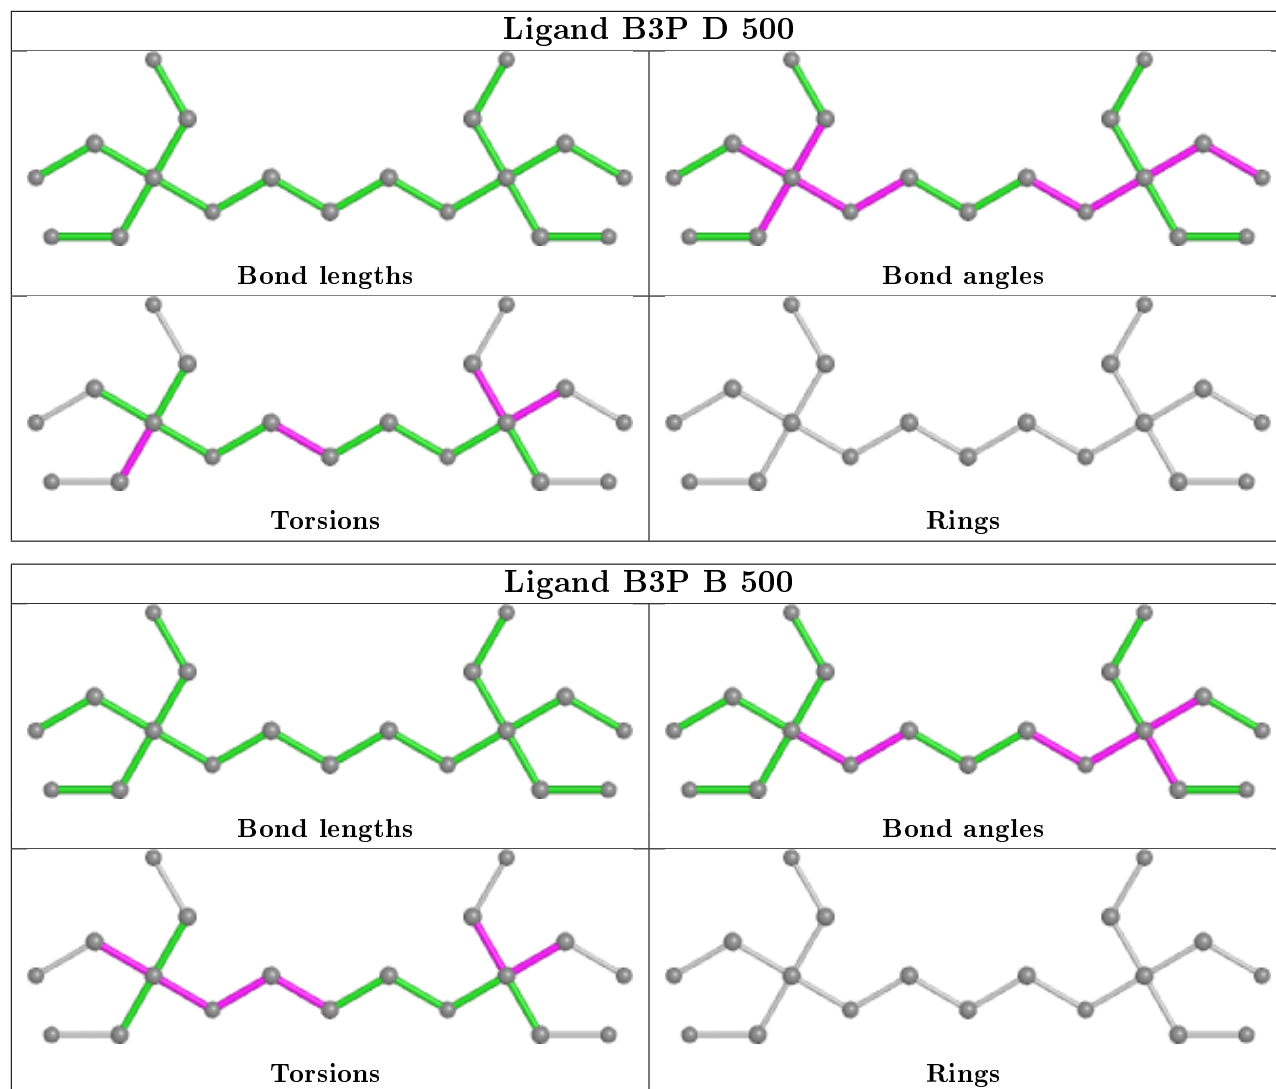 Ligand B3P D 500
Bond lengths
Bond angles
Torsions
Rings
Ligand B3P B 500
Bond lengths
Bond angles
Torsions
Rings